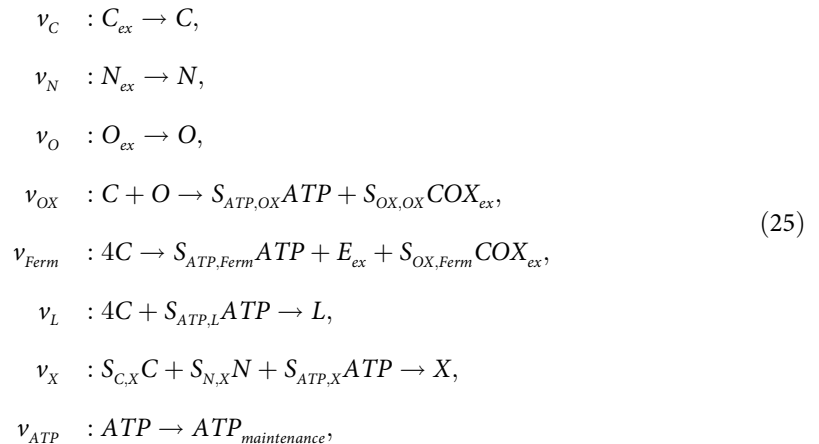 ν_C : C_ex → C,
ν_N : N_ex → N,
ν_O : O_ex → O,
ν_OX : C + O → S_ATP,OX ATP + S_OX,OX COX_ex,
(25)
ν_Ferm : 4C → S_ATP,Ferm ATP + E_ex + S_OX,Ferm COX_ex,
ν_L : 4C + S_ATP,L ATP → L,
ν_X : S_C,X C + S_N,X N + S_ATP,X ATP → X,
ν_ATP : ATP → ATP_maintenance,